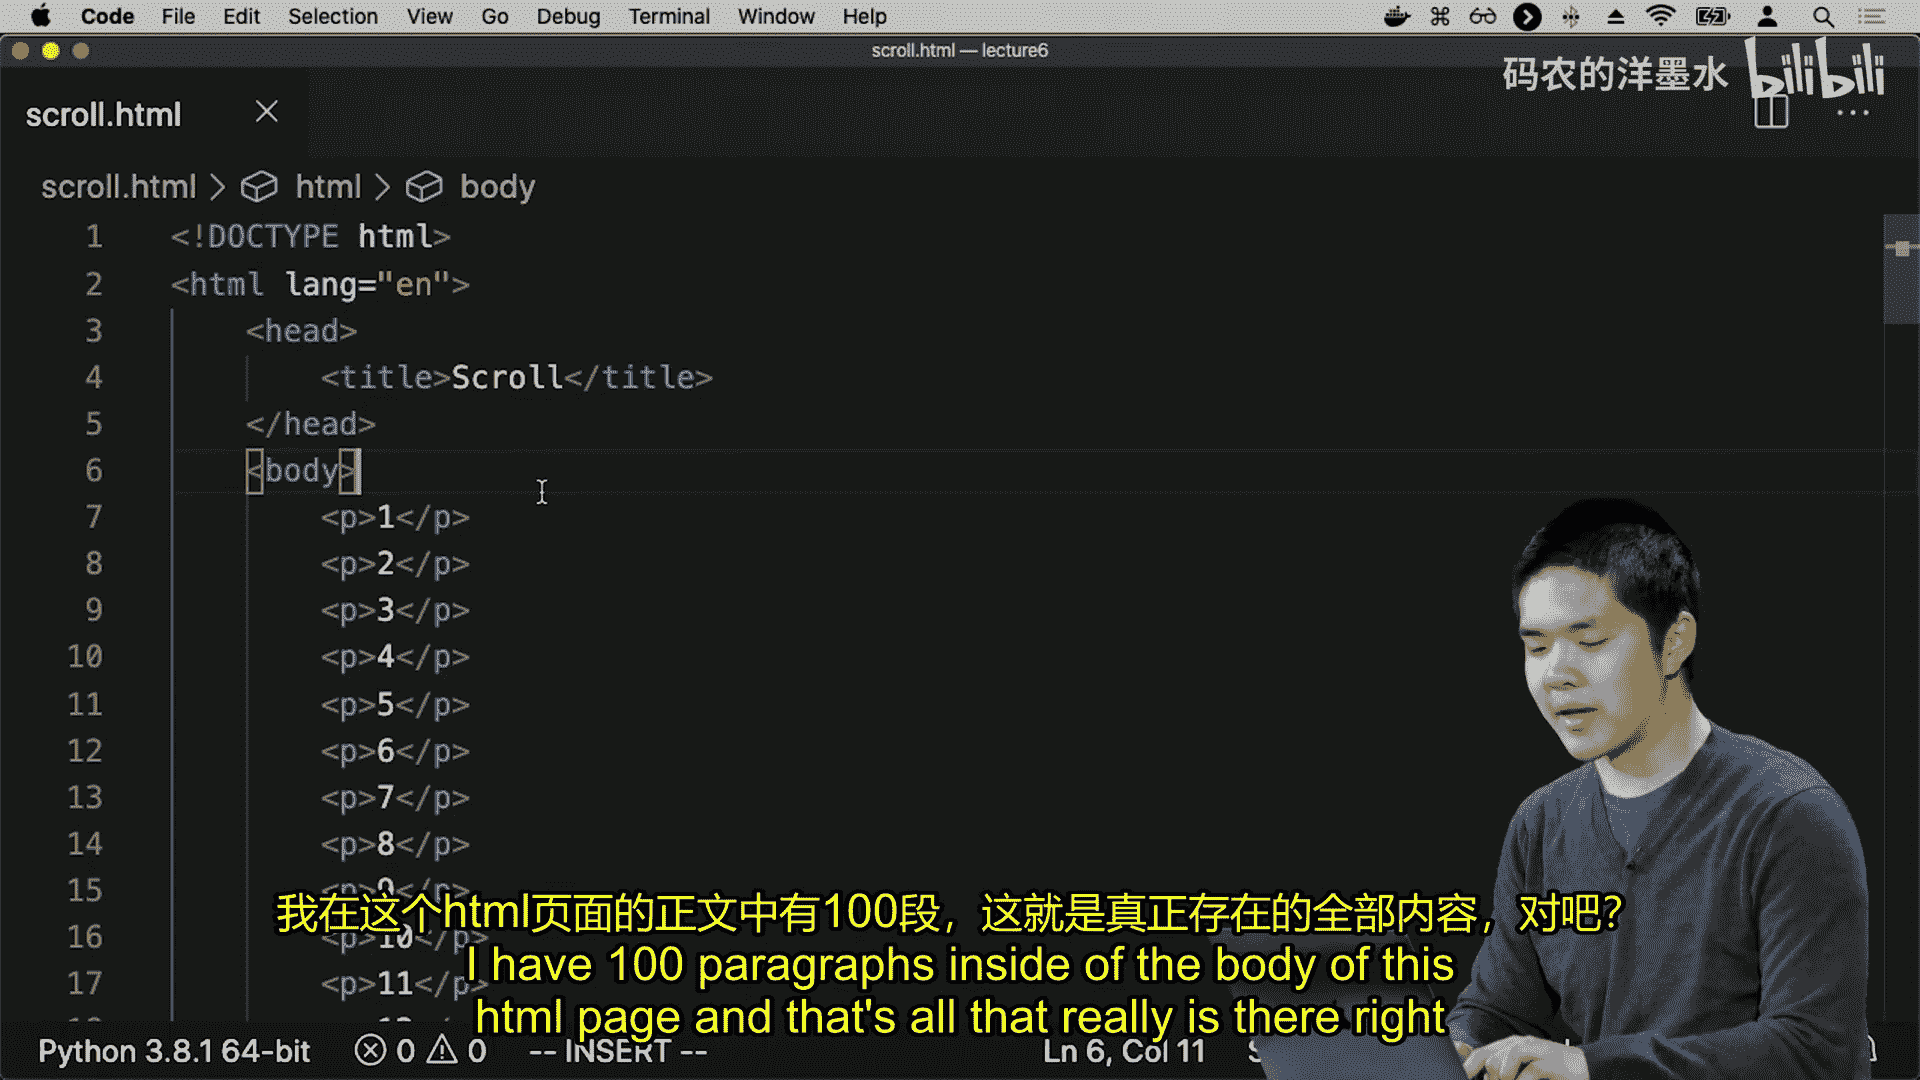 Code File Edit Selection View Go Debug Terminal Window Help
scroll.html — lecture6
码农的洋墨水 bilibili
scroll.html
scroll.html > html > body
1 <!DOCTYPE html>
2 <html lang="en">
3 <head>
4 <title>Scroll</title>
5 </head>
6 <body>
7 <p>1</p>
8 <p>2</p>
9 <p>3</p>
10 <p>4</p>
11 <p>5</p>
12 <p>6</p>
13 <p>7</p>
14 <p>8</p>
15 <p>9</p>
16 <p>10</p>
17 <p>11</p>
我在这个html页面的正文中有100段，这就是真正存在的全部内容，对吧？
I have 100 paragraphs inside of the body of this
html page and that's all that really is there right
Python 3.8.1 64-bit 0 0 -- INSERT -- Ln 6, Col 11